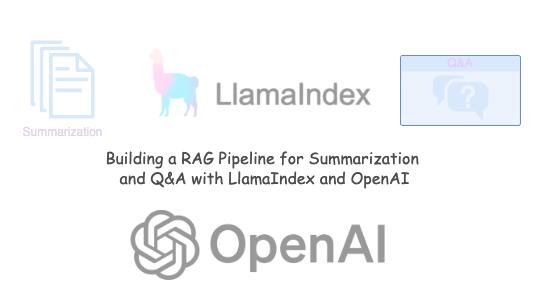 Q&A
LlamaIndex
Summarization
Building a RAG Pipeline for Summarization
and Q&A with LlamaIndex and OpenAI
OpenAI